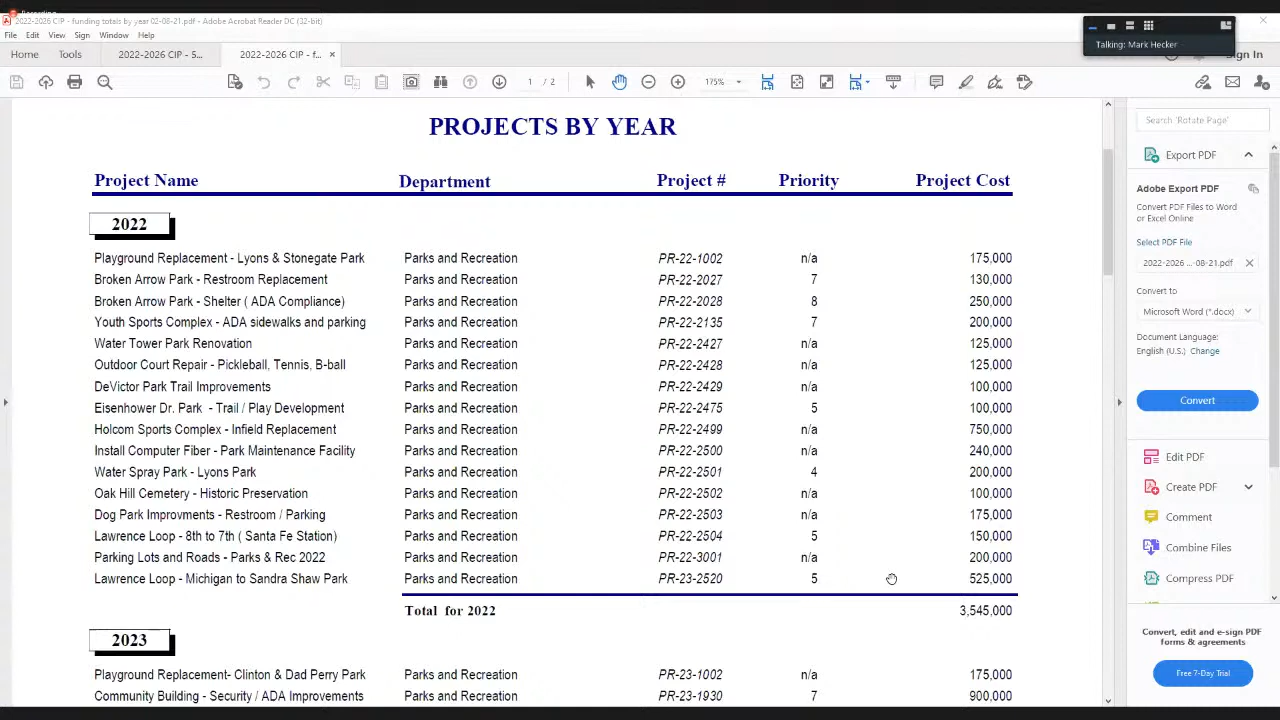 Recording
2022-2026 CIP - funding totals by year 02-08-21.pdf - Adobe Acrobat Reader DC (32-bit)
File Edit View Sign Window Help
Talking: Mark Hecker
Home Tools 2022-2026 CIP - 5... 2022-2026 CIP - f... × Sign In
1 / 2 175%
PROJECTS BY YEAR
Project Name Department Project # Priority Project Cost
2022
Playground Replacement - Lyons & Stonegate Park Parks and Recreation PR-22-1002 n/a 175,000
Broken Arrow Park - Restroom Replacement Parks and Recreation PR-22-2027 7 130,000
Broken Arrow Park - Shelter ( ADA Compliance) Parks and Recreation PR-22-2028 8 250,000
Youth Sports Complex - ADA sidewalks and parking Parks and Recreation PR-22-2135 7 200,000
Water Tower Park Renovation Parks and Recreation PR-22-2427 n/a 125,000
Outdoor Court Repair - Pickleball, Tennis, B-ball Parks and Recreation PR-22-2428 n/a 125,000
DeVictor Park Trail Improvements Parks and Recreation PR-22-2429 n/a 100,000
Eisenhower Dr. Park - Trail / Play Development Parks and Recreation PR-22-2475 5 100,000
Holcom Sports Complex - Infield Replacement Parks and Recreation PR-22-2499 n/a 750,000
Install Computer Fiber - Park Maintenance Facility Parks and Recreation PR-22-2500 n/a 240,000
Water Spray Park - Lyons Park Parks and Recreation PR-22-2501 4 200,000
Oak Hill Cemetery - Historic Preservation Parks and Recreation PR-22-2502 n/a 100,000
Dog Park Improvments - Restroom / Parking Parks and Recreation PR-22-2503 n/a 175,000
Lawrence Loop - 8th to 7th ( Santa Fe Station) Parks and Recreation PR-22-2504 5 150,000
Parking Lots and Roads - Parks & Rec 2022 Parks and Recreation PR-22-3001 n/a 200,000
Lawrence Loop - Michigan to Sandra Shaw Park Parks and Recreation PR-23-2520 5 525,000
Total for 2022 3,545,000
2023
Playground Replacement- Clinton & Dad Perry Park Parks and Recreation PR-23-1002 n/a 175,000
Community Building - Security / ADA Improvements Parks and Recreation PR-23-1930 7 900,000
Search 'Rotate Page'
Export PDF
Adobe Export PDF
Convert PDF Files to Word
or Excel Online
Select PDF File
2022-2026 ...-08-21.pdf ×
Convert to
Microsoft Word (*.docx)
Document Language:
English (U.S.) Change
Convert
Edit PDF
Create PDF
Comment
Combine Files
Compress PDF
Convert, edit and e-sign PDF
forms & agreements
Free 7-Day Trial